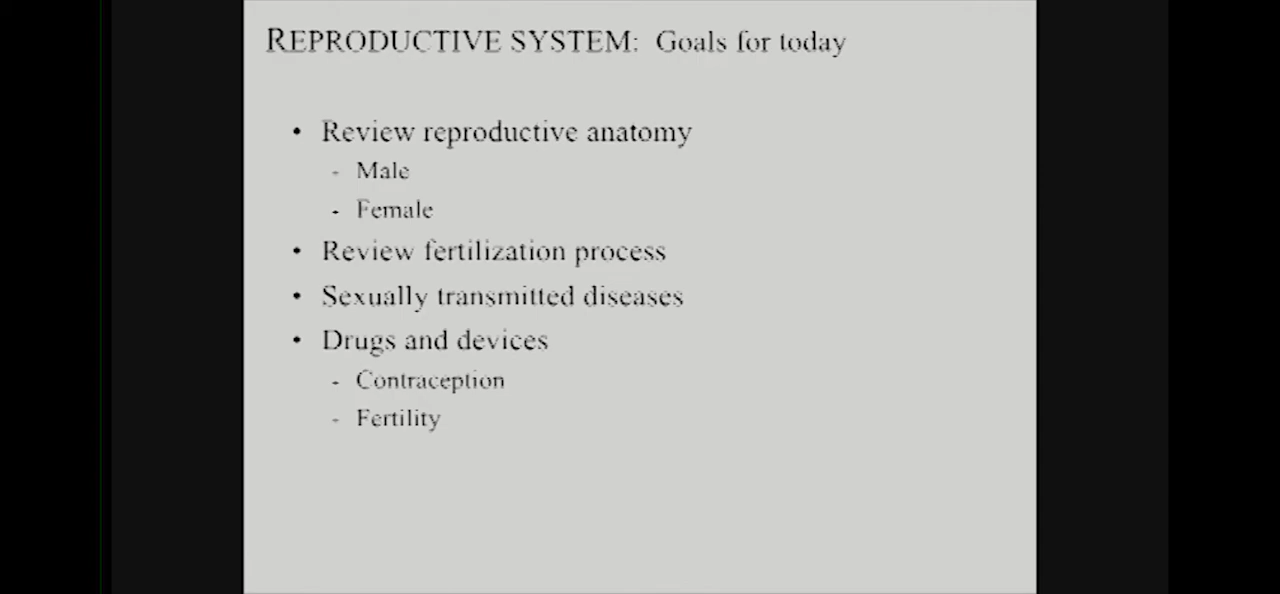 REPRODUCTIVE SYSTEM: Goals for today
• Review reproductive anatomy
- Male
- Female
• Review fertilization process
• Sexually transmitted diseases
• Drugs and devices
- Contraception
- Fertility